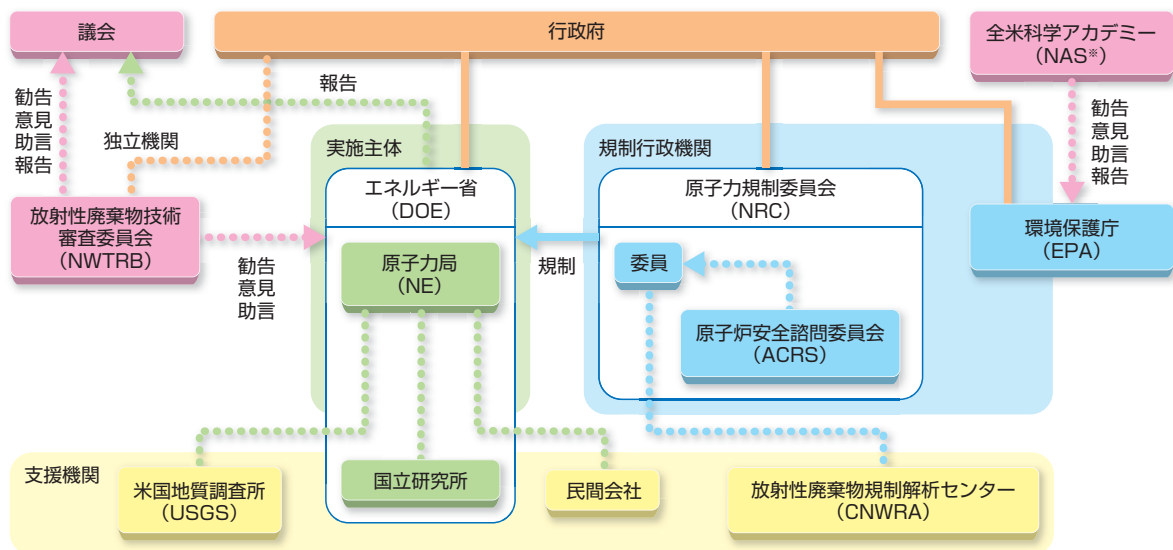 議会
行政府
全米科学アカデミー
(NAS※)
報告
勧告
意見
助言
報告
独立機関
実施主体
規制行政機関
勧告
意見
助言
報告
エネルギー省
(DOE)
原子力規制委員会
(NRC)
放射性廃棄物技術
審査委員会
(NWTRB)
環境保護庁
(EPA)
勧告
意見
助言
原子力局
(NE)
規制
委員
原子炉安全諮問委員会
(ACRS)
支援機関
米国地質調査所
(USGS)
国立研究所
民間会社
放射性廃棄物規制解析センター
(CNWRA)